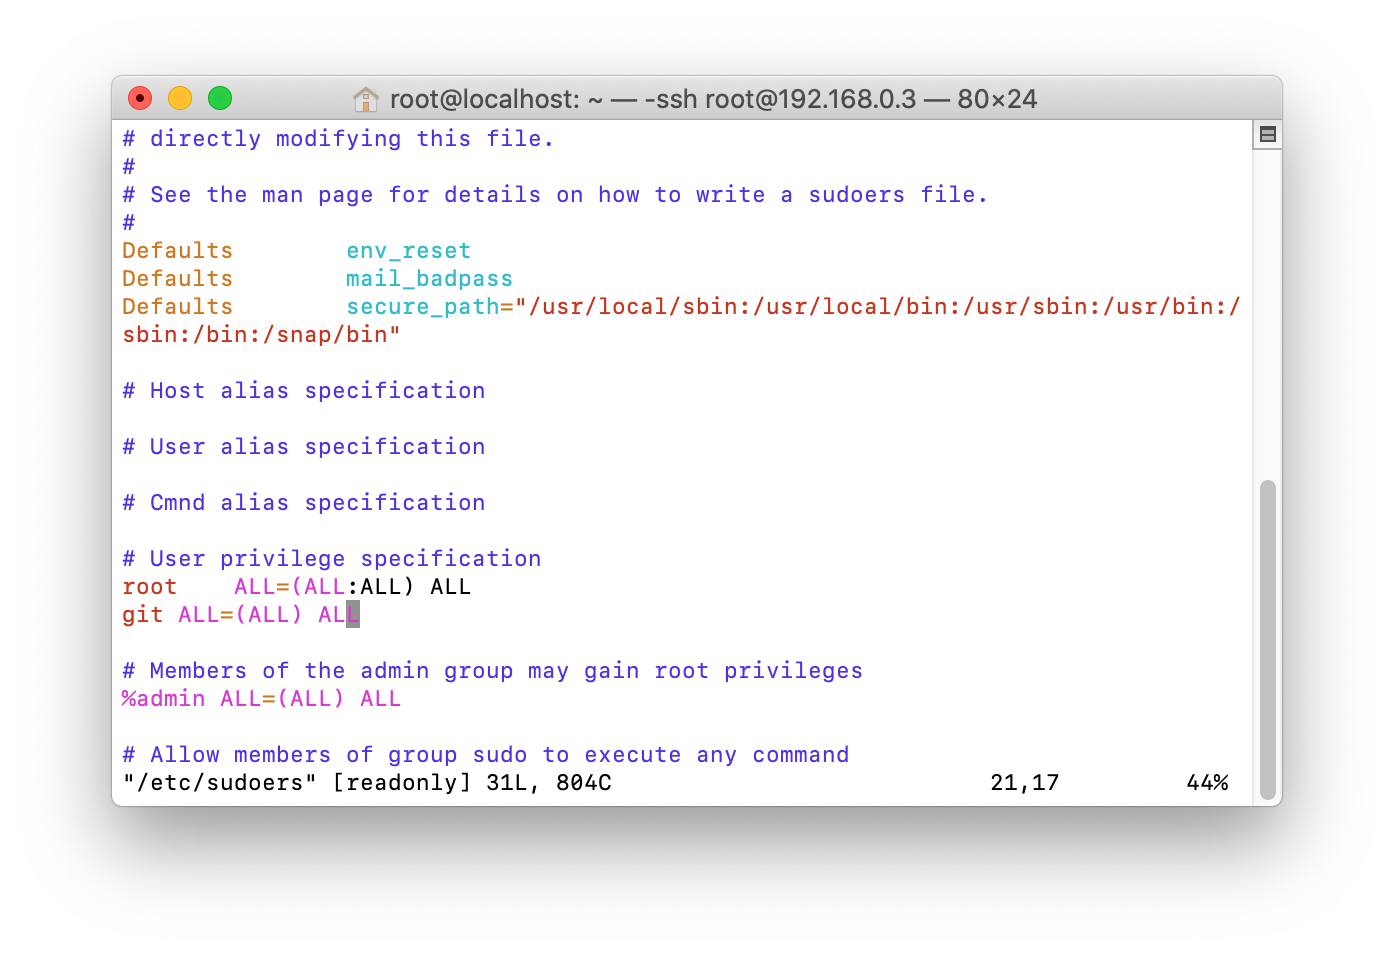 root@localhost: ~ — -ssh root@192.168.0.3 — 80×24
# directly modifying this file.
#
# See the man page for details on how to write a sudoers file.
#
Defaults        env_reset
Defaults        mail_badpass
Defaults        secure_path="/usr/local/sbin:/usr/local/bin:/usr/sbin:/usr/bin:/
sbin:/bin:/snap/bin"
# Host alias specification
# User alias specification
# Cmnd alias specification
# User privilege specification
root    ALL=(ALL:ALL) ALL
git ALL=(ALL) ALL
# Members of the admin group may gain root privileges
%admin ALL=(ALL) ALL
# Allow members of group sudo to execute any command
"/etc/sudoers" [readonly] 31L, 804C                           21,17         44%